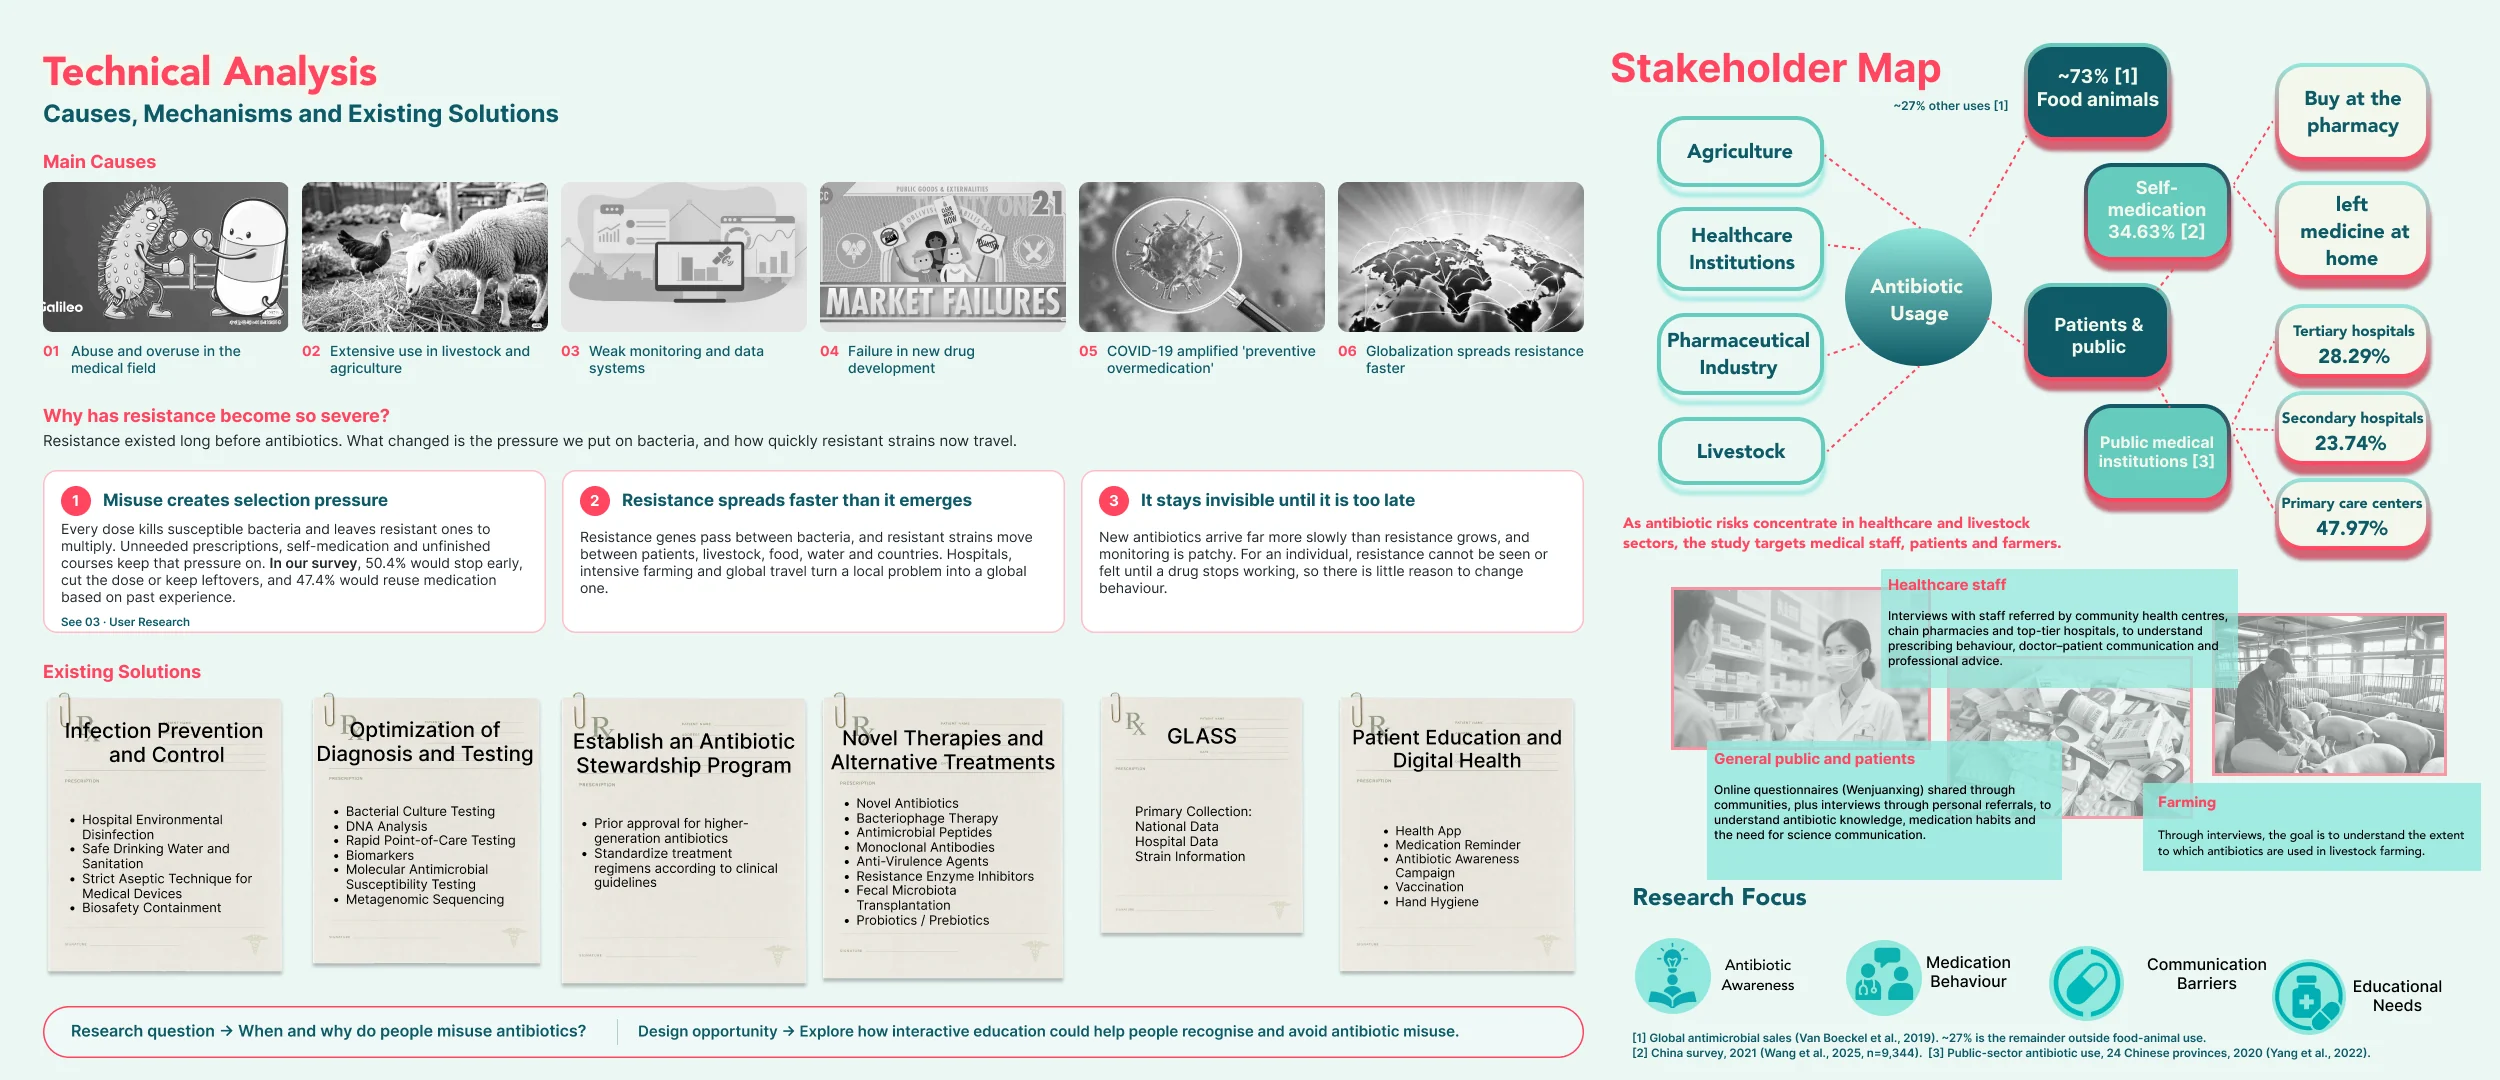 Technical Analysis
Causes, Mechanisms and Existing Solutions
Main Causes
Galileo
PUBLIC GOODS & EXTERNALITIES
21
MARKET FAILURES
01 Abuse and overuse in the
medical field
02 Extensive use in livestock and
agriculture
03 Weak monitoring and data
systems
04 Failure in new drug
development
05 COVID-19 amplified 'preventive
overmedication'
06 Globalization spreads resistance
faster
Why has resistance become so severe?
Resistance existed long before antibiotics. What changed is the pressure we put on bacteria, and how quickly resistant strains now travel.
1 Misuse creates selection pressure
Every dose kills susceptible bacteria and leaves resistant ones to
multiply. Unneeded prescriptions, self-medication and unfinished
courses keep that pressure on. In our survey, 50.4% would stop early,
cut the dose or keep leftovers, and 47.4% would reuse medication
based on past experience.
See 03 · User Research
2 Resistance spreads faster than it emerges
Resistance genes pass between bacteria, and resistant strains move
between patients, livestock, food, water and countries. Hospitals,
intensive farming and global travel turn a local problem into a global
one.
3 It stays invisible until it is too late
New antibiotics arrive far more slowly than resistance grows, and
monitoring is patchy. For an individual, resistance cannot be seen or
felt until a drug stops working, so there is little reason to change
behaviour.
Existing Solutions
Infection Prevention
and Control
PRESCRIPTION
• Hospital Environmental
Disinfection
• Safe Drinking Water and
Sanitation
• Strict Aseptic Technique for
Medical Devices
• Biosafety Containment
SIGNATURE
Optimization of
Diagnosis and Testing
PRESCRIPTION
• Bacterial Culture Testing
• DNA Analysis
• Rapid Point-of-Care Testing
• Biomarkers
• Molecular Antimicrobial
Susceptibility Testing
• Metagenomic Sequencing
SIGNATURE
Establish an Antibiotic
Stewardship Program
PRESCRIPTION
• Prior approval for higher-
generation antibiotics
• Standardize treatment
regimens according to clinical
guidelines
SIGNATURE
Novel Therapies and
Alternative Treatments
PRESCRIPTION
• Novel Antibiotics
• Bacteriophage Therapy
• Antimicrobial Peptides
• Monoclonal Antibodies
• Anti-Virulence Agents
• Resistance Enzyme Inhibitors
• Fecal Microbiota
Transplantation
• Probiotics / Prebiotics
SIGNATURE
Rx
GLASS
PRESCRIPTION
Primary Collection:
National Data
Hospital Data
Strain Information
SIGNATURE
Patient Education and
Digital Health
PRESCRIPTION
• Health App
• Medication Reminder
• Antibiotic Awareness
Campaign
• Vaccination
• Hand Hygiene
SIGNATURE
Research question → When and why do people misuse antibiotics?
Design opportunity → Explore how interactive education could help people recognise and avoid antibiotic misuse.
Stakeholder Map
~27% other uses [1]
~73% [1]
Food animals
Agriculture
Healthcare
Institutions
Pharmaceutical
Industry
Livestock
Antibiotic
Usage
Self-
medication
34.63% [2]
Patients &
public
Public medical
institutions [3]
Buy at the
pharmacy
left
medicine at
home
Tertiary hospitals
28.29%
Secondary hospitals
23.74%
Primary care centers
47.97%
As antibiotic risks concentrate in healthcare and livestock
sectors, the study targets medical staff, patients and farmers.
Healthcare staff
Interviews with staff referred by community health centres,
chain pharmacies and top-tier hospitals, to understand
prescribing behaviour, doctor–patient communication and
professional advice.
General public and patients
Online questionnaires (Wenjuanxing) shared through
communities, plus interviews through personal referrals, to
understand antibiotic knowledge, medication habits and
the need for science communication.
Farming
Through interviews, the goal is to understand the extent
to which antibiotics are used in livestock farming.
Research Focus
Antibiotic
Awareness
Medication
Behaviour
Communication
Barriers
Educational
Needs
[1] Global antimicrobial sales (Van Boeckel et al., 2019). ~27% is the remainder outside food-animal use.
[2] China survey, 2021 (Wang et al., 2025, n=9,344). [3] Public-sector antibiotic use, 24 Chinese provinces, 2020 (Yang et al., 2022).